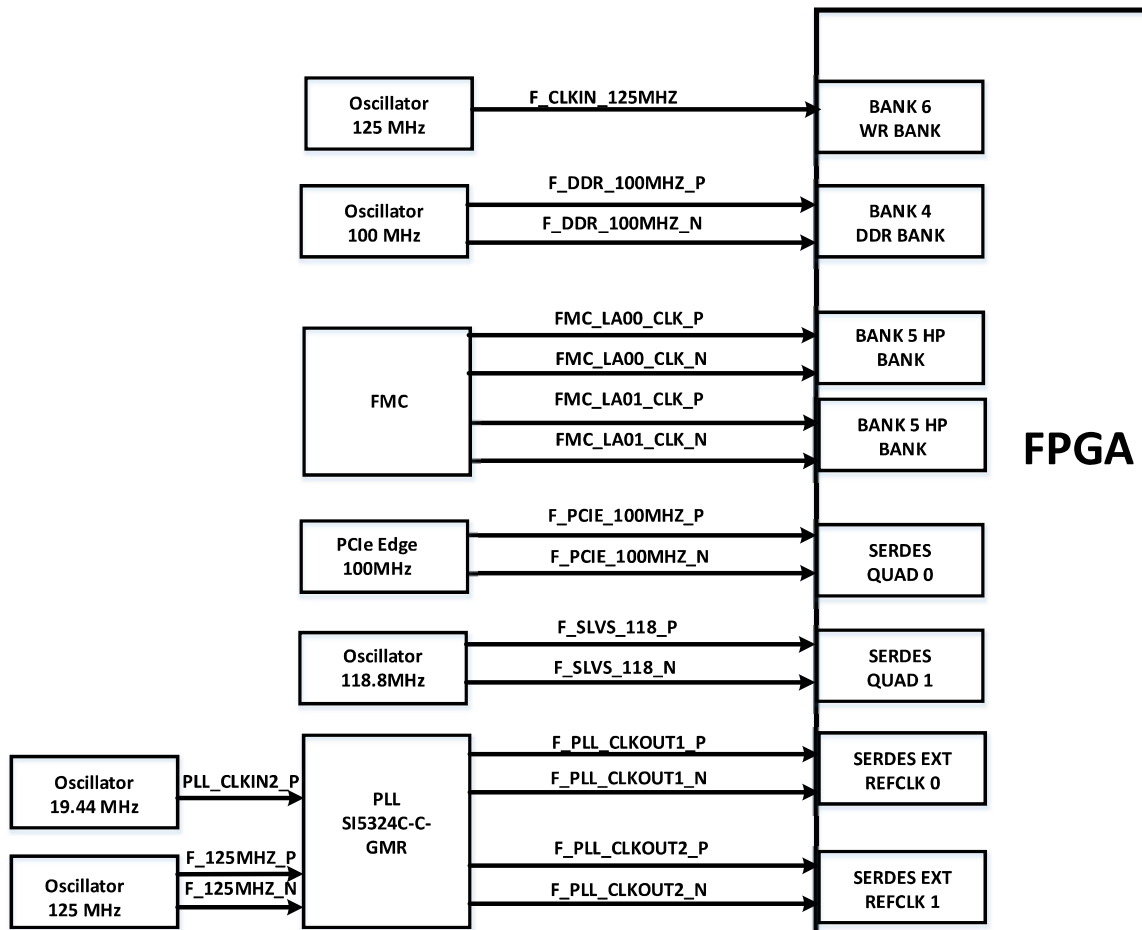 Oscillator
125 MHz
F_CLKIN_125MHZ
BANK 6
WR BANK
Oscillator
100 MHz
F_DDR_100MHZ_P
F_DDR_100MHZ_N
BANK 4
DDR BANK
FMC
FMC_LA00_CLK_P
FMC_LA00_CLK_N
FMC_LA01_CLK_P
FMC_LA01_CLK_N
BANK 5 HP
BANK
BANK 5 HP
BANK
FPGA
PCIe Edge
100MHz
F_PCIE_100MHZ_P
F_PCIE_100MHZ_N
SERDES
QUAD 0
Oscillator
118.8MHz
F_SLVS_118_P
F_SLVS_118_N
SERDES
QUAD 1
Oscillator
19.44 MHz
PLL_CLKIN2_P
Oscillator
125 MHz
F_125MHZ_P
F_125MHZ_N
PLL
SI5324C-C-
GMR
F_PLL_CLKOUT1_P
F_PLL_CLKOUT1_N
F_PLL_CLKOUT2_P
F_PLL_CLKOUT2_N
SERDES EXT
REFCLK 0
SERDES EXT
REFCLK 1